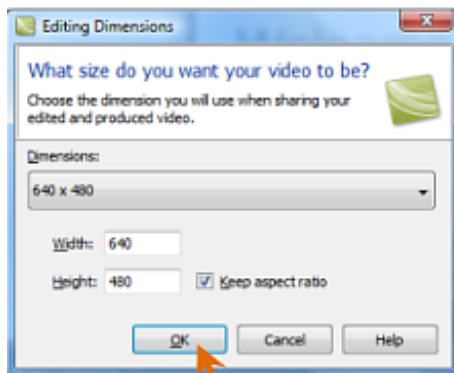 Editing Dimensions
What size do you want your video to be?
Choose the dimension you will use when sharing your
edited and produced video.
Dimensions:
640 x 480
Width: 640
Height: 480 Keep aspect ratio
OK Cancel Help